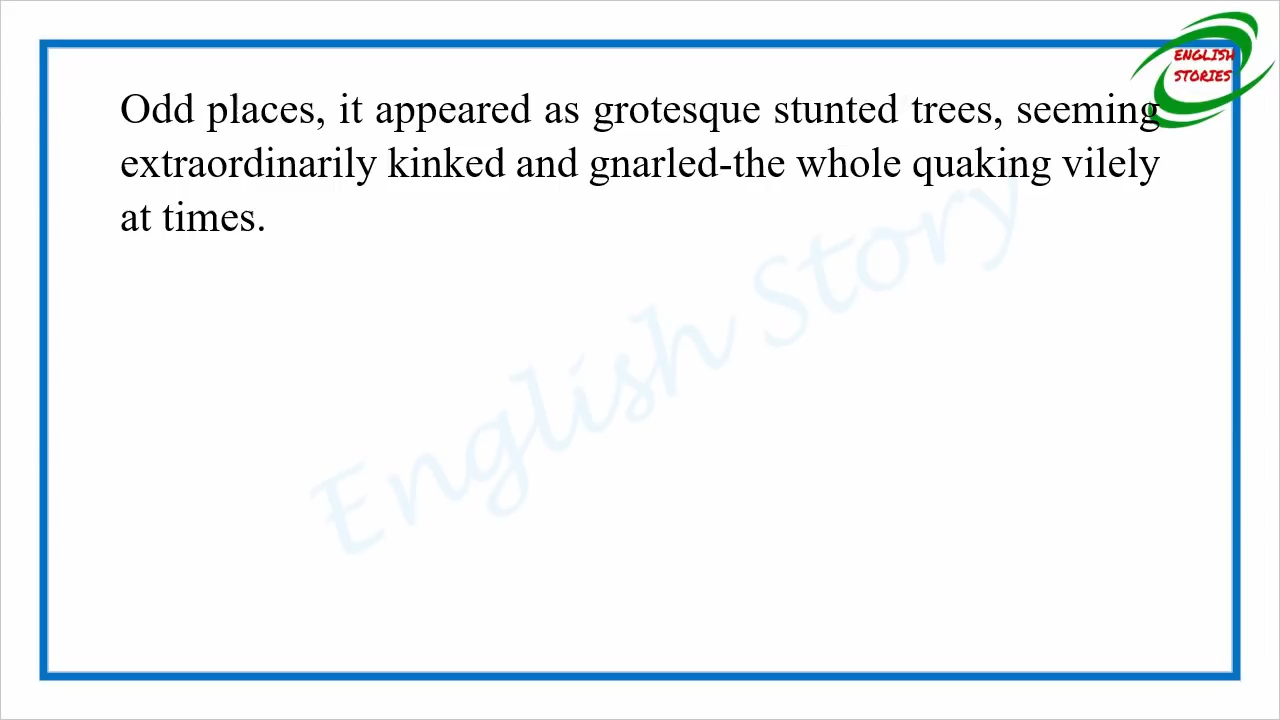 ENGLISH
STORIES
Odd places, it appeared as grotesque stunted trees, seeming
extraordinarily kinked and gnarled-the whole quaking vilely
at times.
English Story